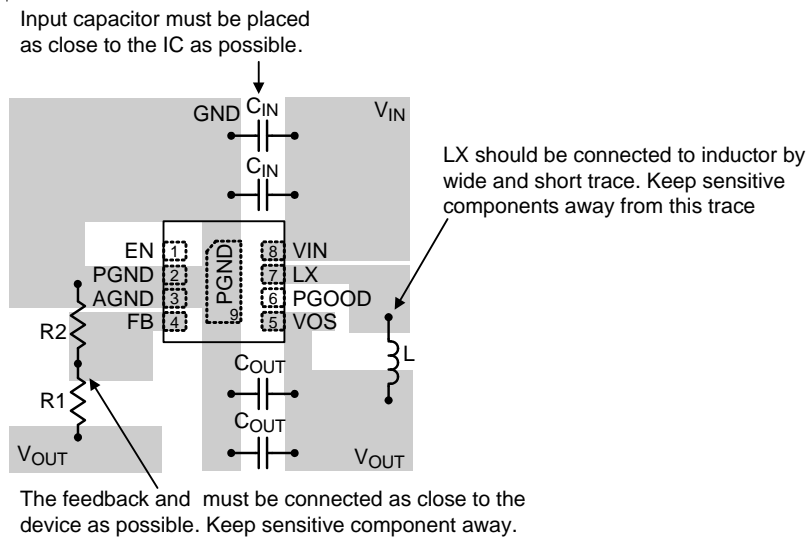 Input capacitor must be placed
as close to the IC as possible.
GND
CIN
VIN
CIN
LX should be connected to inductor by
wide and short trace. Keep sensitive
components away from this trace
EN 1
8 VIN
PGND 2
PGND
7 LX
AGND 3
6 PGOOD
FB 4
9
5 VOS
R2
L
COUT
R1
COUT
VOUT
VOUT
The feedback and must be connected as close to the
device as possible. Keep sensitive component away.